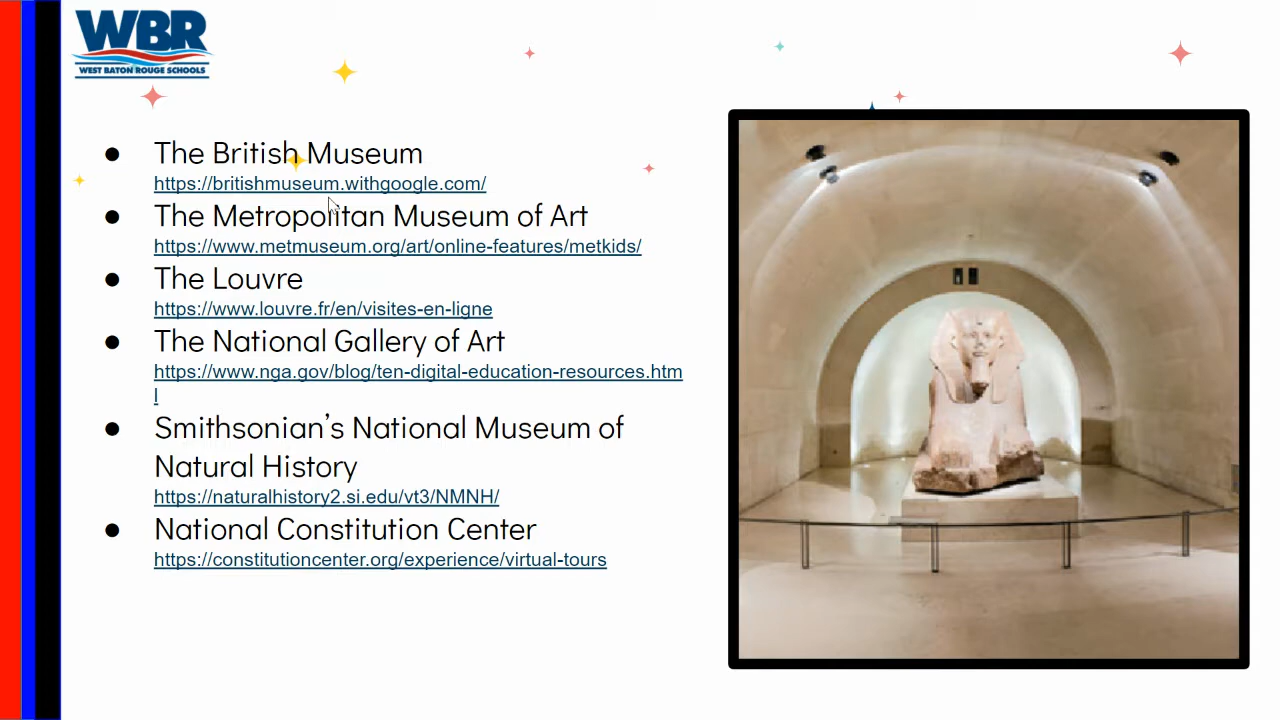 WBR
WEST BATON ROUGE SCHOOLS
● The British Museum
https://britishmuseum.withgoogle.com/
● The Metropolitan Museum of Art
https://www.metmuseum.org/art/online-features/metkids/
● The Louvre
https://www.louvre.fr/en/visites-en-ligne
● The National Gallery of Art
https://www.nga.gov/blog/ten-digital-education-resources.htm
l
● Smithsonian’s National Museum of
Natural History
https://naturalhistory2.si.edu/vt3/NMNH/
● National Constitution Center
https://constitutioncenter.org/experience/virtual-tours